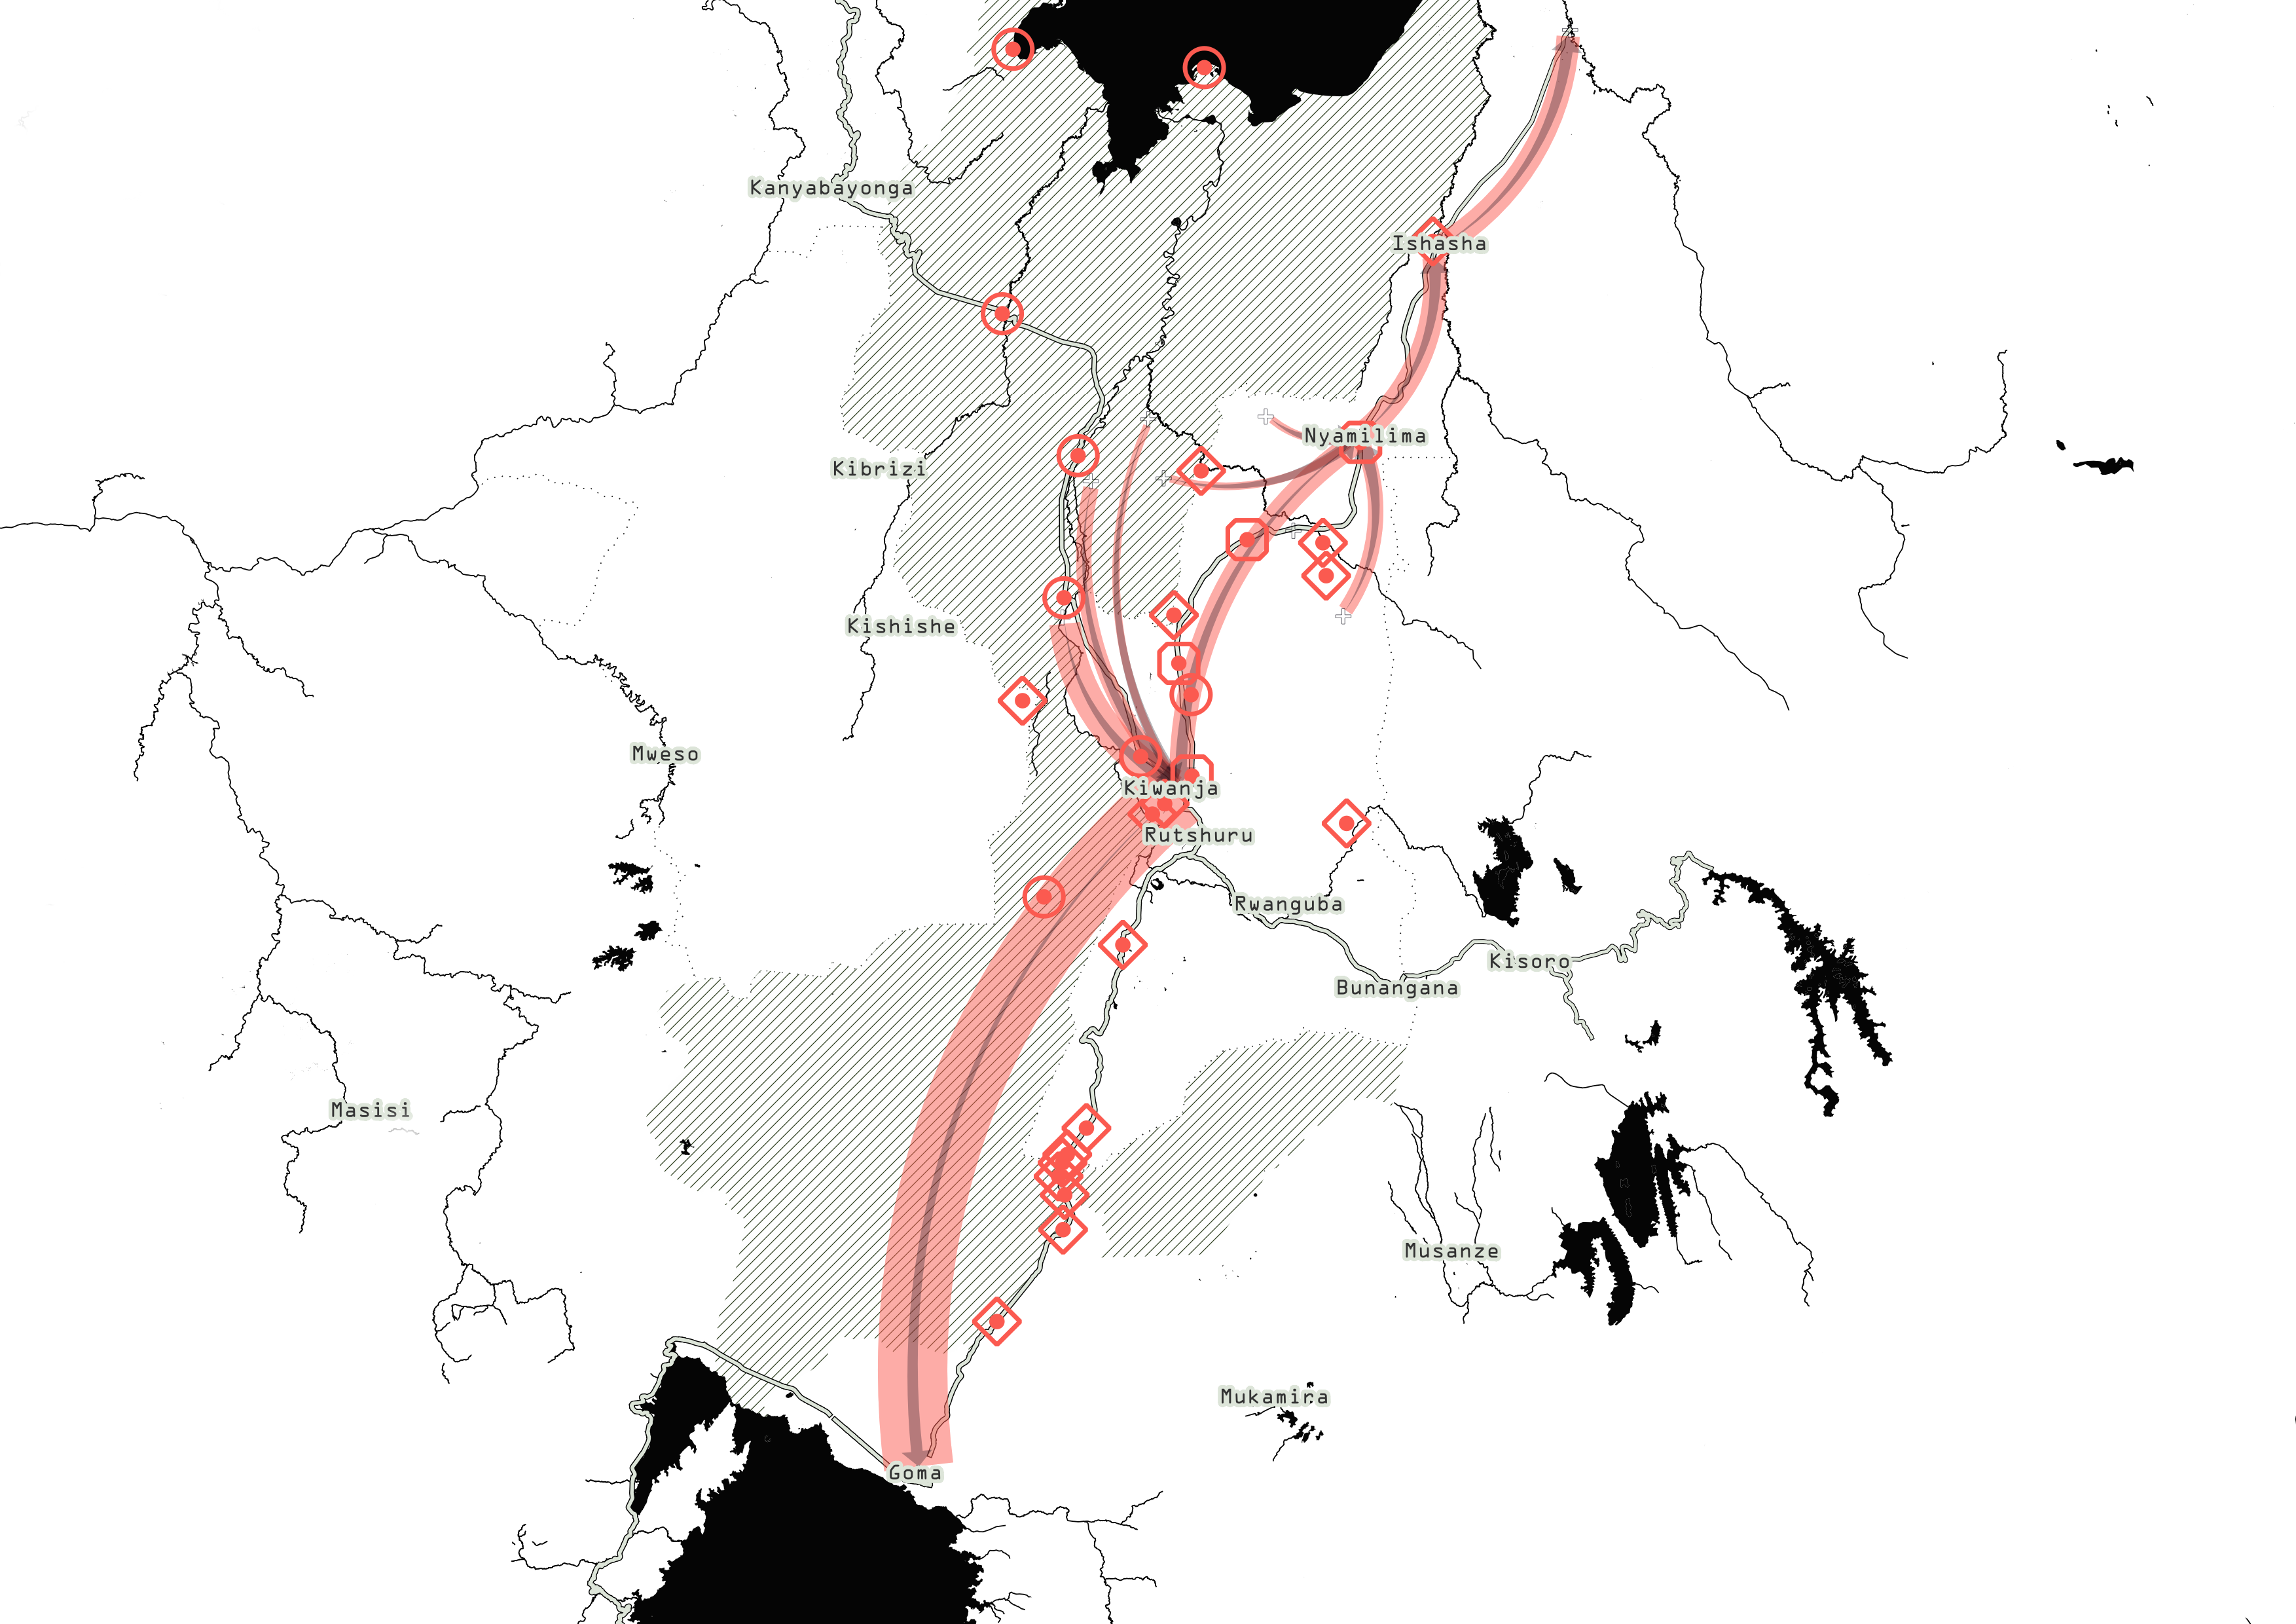 Kanyabayonga
Ishasha
Nyamilima
Kibrizi
Kishishe
Mweso
Kiwanja
Rutshuru
Rwanguba
Kisoro
Bunangana
Masisi
Musanze
Mukamira
Goma